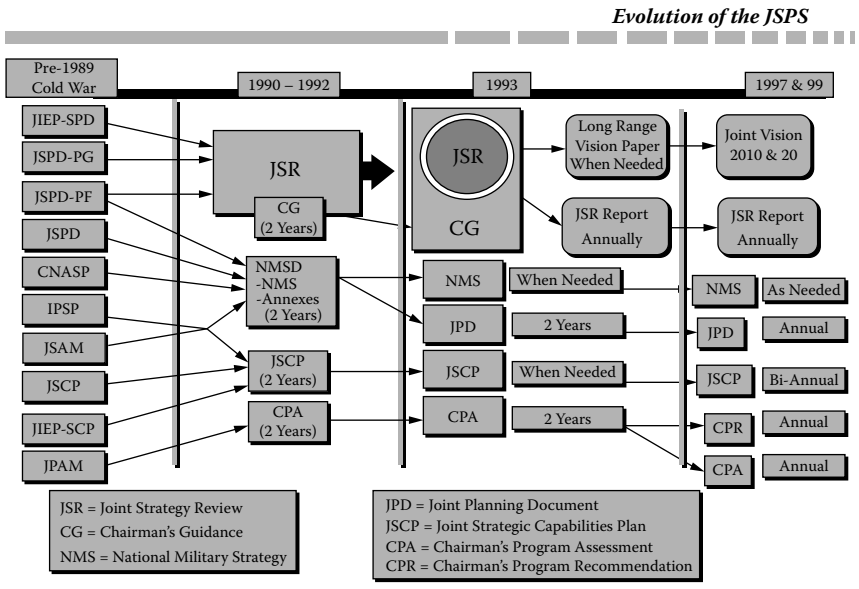 Evolution of the JSPS
Pre-1989
Cold War
1990 – 1992
1993
1997 & 99
JIEP-SPD
JSPD-PG
JSPD-PF
JSPD
CNASP
IPSP
JSAM
JSCP
JIEP-SCP
JPAM
JSR
CG
(2 Years)
NMSD
-NMS
-Annexes
(2 Years)
JSCP
(2 Years)
CPA
(2 Years)
JSR
CG
Long Range
Vision Paper
When Needed
JSR Report
Annually
NMS
When Needed
JPD
2 Years
JSCP
When Needed
CPA
2 Years
Joint Vision
2010 & 20
JSR Report
Annually
NMS
As Needed
JPD
Annual
JSCP
Bi-Annual
CPR
Annual
CPA
Annual
JSR = Joint Strategy Review
CG = Chairman's Guidance
NMS = National Military Strategy
JPD = Joint Planning Document
JSCP = Joint Strategic Capabilities Plan
CPA = Chairman's Program Assessment
CPR = Chairman's Program Recommendation